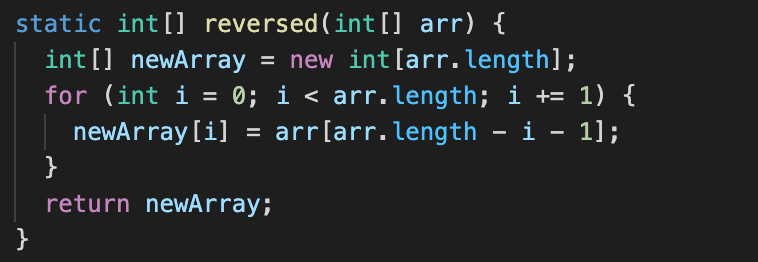 static int[] reversed(int[] arr) {
  int[] newArray = new int[arr.length];
  for (int i = 0; i < arr.length; i += 1) {
    newArray[i] = arr[arr.length - i - 1];
  }
  return newArray;
}